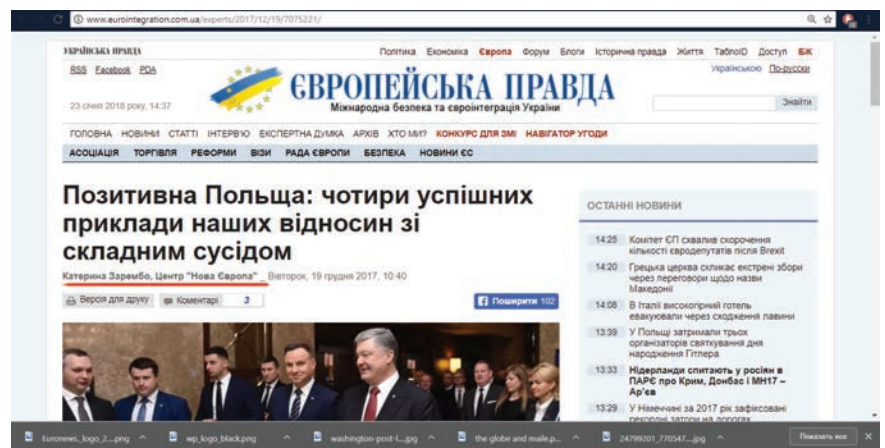 www.eurointegration.com.ua/experts/2017/12/19/7075221/
УКРАЇНСЬКА ПРАВДА
Політика Економіка Європа Форум Блоги Історична правда Життя ТаблоID Доступ БЖ
RSS Facebook PDA
Українською По-русски
ЄВРОПЕЙСЬКА ПРАВДА
Міжнародна безпека та євроінтеграція України
23 січня 2018 року, 14:37
Знайти
ГОЛОВНА НОВИНИ СТАТТІ ІНТЕРВ'Ю ЕКСПЕРТНА ДУМКА АРХІВ ХТО МИ? КОНКУРС ДЛЯ ЗМІ НАВІГАТОР УГОДИ
АСОЦІАЦІЯ ТОРГІВЛЯ РЕФОРМИ ВІЗИ РАДА ЄВРОПИ БЕЗПЕКА НОВИНИ ЄС
Позитивна Польща: чотири успішних
приклади наших відносин зі
складним сусідом
Катерина Зарембо, Центр "Нова Європа" _ Вівторок, 19 грудня 2017, 10:40
Версія для друку Коментарі 3 Поширити 102
ОСТАННІ НОВИНИ
14:25 Комітет ЄП схвалив скорочення
кількості євродепутатів після Brexit
14:20 Грецька церква скликає екстрені збори
через переговори щодо назви
Македонії
14:06 В Італії високогірний готель
евакуювали через сходження лавини
13:39 У Польщі затримали трьох
організаторів святкування дня
народження Гітлера
13:33 Нідерланди спитають у росіян в
ПАРЄ про Крим, Донбас і МН17 –
Ар'єв
13:29 У Німеччині за 2017 рік зафіксовані
рекордні затори на дорогах
Euronews_logo_2....png
wp_logo_black.png
washington-post-l....jpg
the globe and maile.p...
24799201_770547...jpg
Показать все